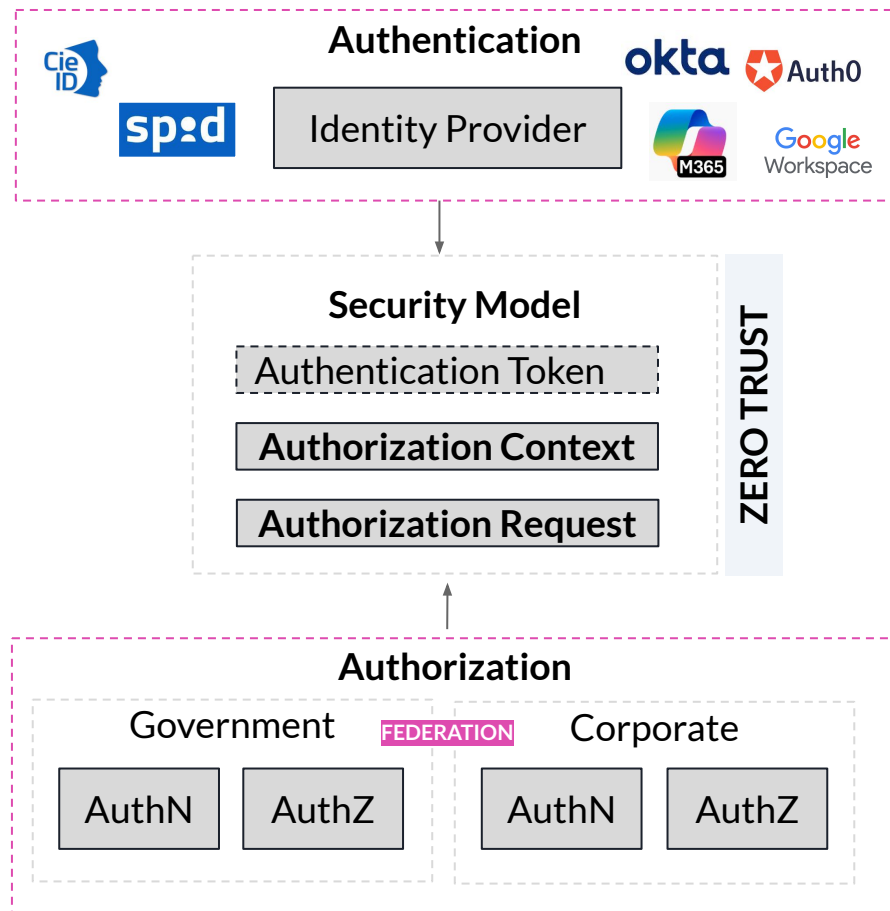 Authentication
Cie
ID
spid
Identity Provider
okta
Auth0
M365
Google
Workspace
Security Model
Authentication Token
Authorization Context
Authorization Request
ZERO TRUST
Authorization
Government
FEDERATION
Corporate
AuthN
AuthZ
AuthN
AuthZ